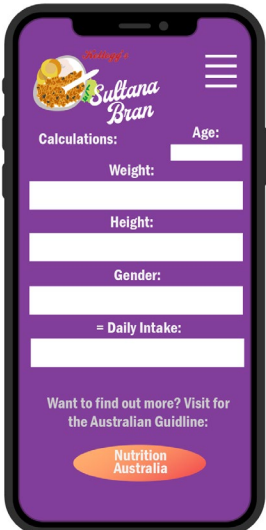 Kellogg's
Sultana
Bran
Calculations:
Age:
Weight:
Height:
Gender:
= Daily Intake:
Want to find out more? Visit for
the Australian Guidline:
Nutrition
Australia